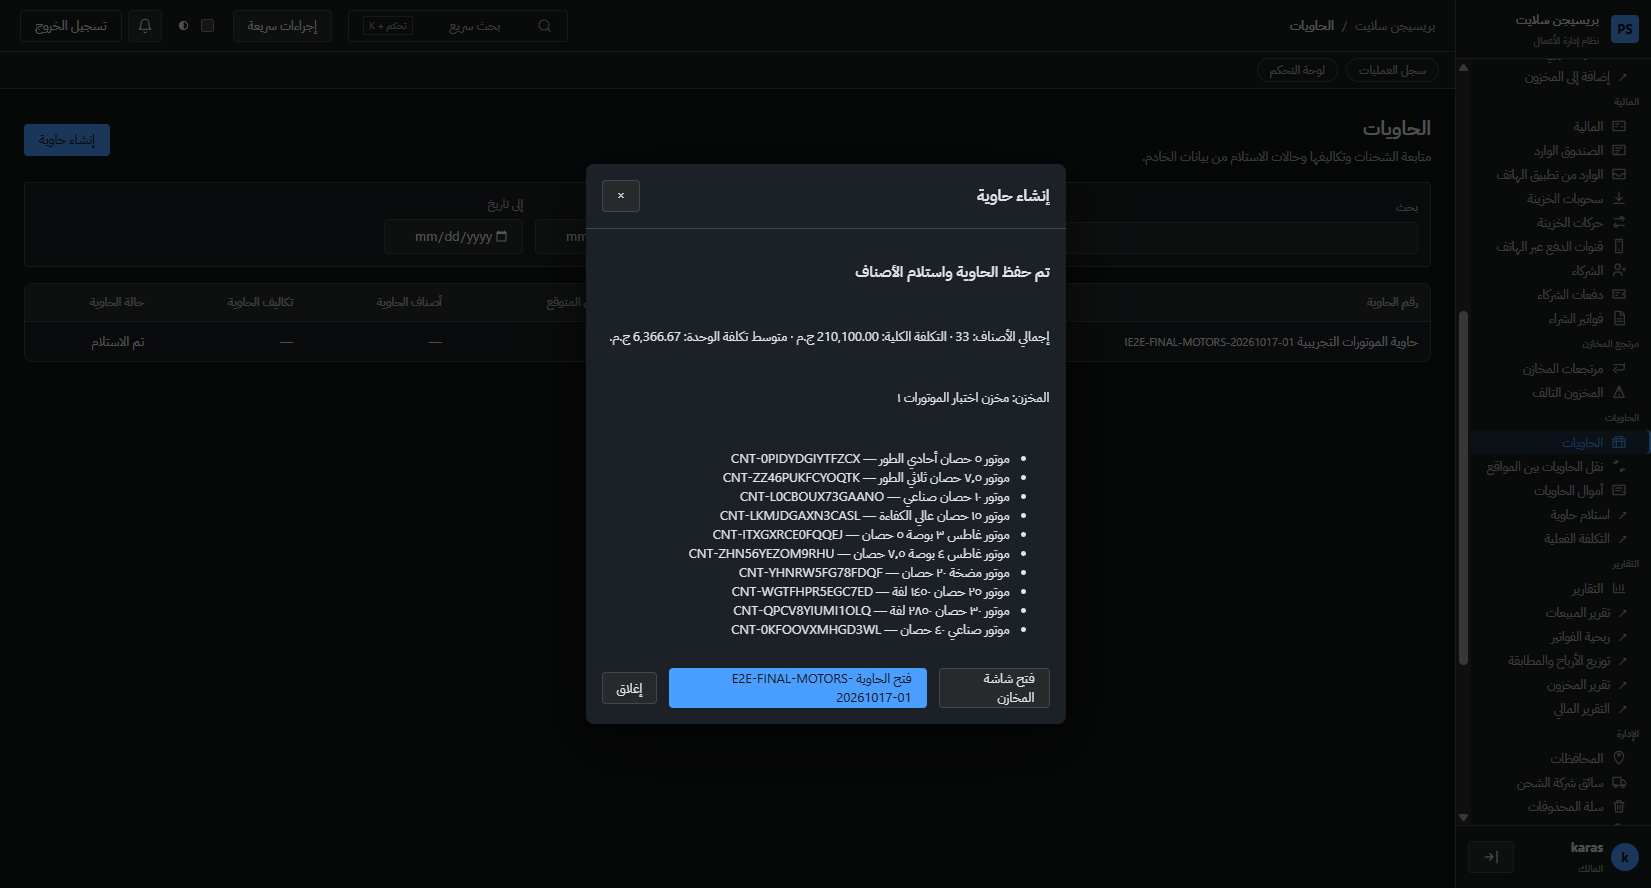 PS
بريسيجن سلايت
نظام إدارة الأعمال
بريسيجن سلايت / الحاويات
بحث سريع
تحكم + K
إجراءات سريعة
تسجيل الخروج
سجل العمليات
لوحة التحكم
إضافة إلى المخزون
المالية
المالية
الصندوق الوارد
الوارد من تطبيق الهاتف
سحوبات الخزينة
حركات الخزينة
قنوات الدفع عبر الهاتف
الشركاء
دفعات الشركاء
فواتير الشراء
مرتجع المخازن
مرتجعات المخازن
المخزون التالف
الحاويات
الحاويات
نقل الحاويات بين المواقع
أموال الحاويات
استلام حاوية
التكلفة الفعلية
التقارير
التقارير
تقرير المبيعات
ربحية الفواتير
توزيع الأرباح والمطابقة
تقرير المخزون
التقرير المالي
الإدارة
المحافظات
سائق شركة الشحن
سلة المحذوفات
karas
المالك
k
الحاويات
متابعة الشحنات وتكاليفها وحالات الاستلام من بيانات الخادم.
إنشاء حاوية
بحث
إلى تاريخ
mm
mm/dd/yyyy
رقم الحاوية
المتوقع
أصناف الحاوية
تكاليف الحاوية
حالة الحاوية
حاوية الموتورات التجريبية IE2E-FINAL-MOTORS-20261017-01
—
—
تم الاستلام
إنشاء حاوية
×
تم حفظ الحاوية واستلام الأصناف
إجمالي الأصناف: 33 · التكلفة الكلية: 210,100.00 ج.م · متوسط تكلفة الوحدة: 6,366.67 ج.م.
المخزن: مخزن اختبار الموتورات ١
موتور ٥ حصان أحادي الطور — CNT-0PIDYDGIYTFZCX
موتور ٧٫٥ حصان ثلاثي الطور — CNT-ZZ46PUKFCYOQTK
موتور ١٠ حصان صناعي — CNT-L0CBOUX73GAANO
موتور ١٥ حصان عالي الكفاءة — CNT-LKMJDGAXN3CASL
موتور غاطس ٣ بوصة ٥ حصان — CNT-ITXGXRCE0FQQEJ
موتور غاطس ٤ بوصة ٧٫٥ حصان — CNT-ZHN56YEZOM9RHU
موتور مضخة ٢٠ حصان — CNT-YHNRW5FG78FDQF
موتور ٢٥ حصان ١٤٥٠ لفة — CNT-WGTFHPR5EGC7ED
موتور ٣٠ حصان ٢٨٥٠ لفة — CNT-QPCV8YIUMI1OLQ
موتور صناعي ٤٠ حصان — CNT-0KFOOVXMHGD3WL
فتح شاشة
المخازن
فتح الحاوية E2E-FINAL-MOTORS-
20261017-01
إغلاق